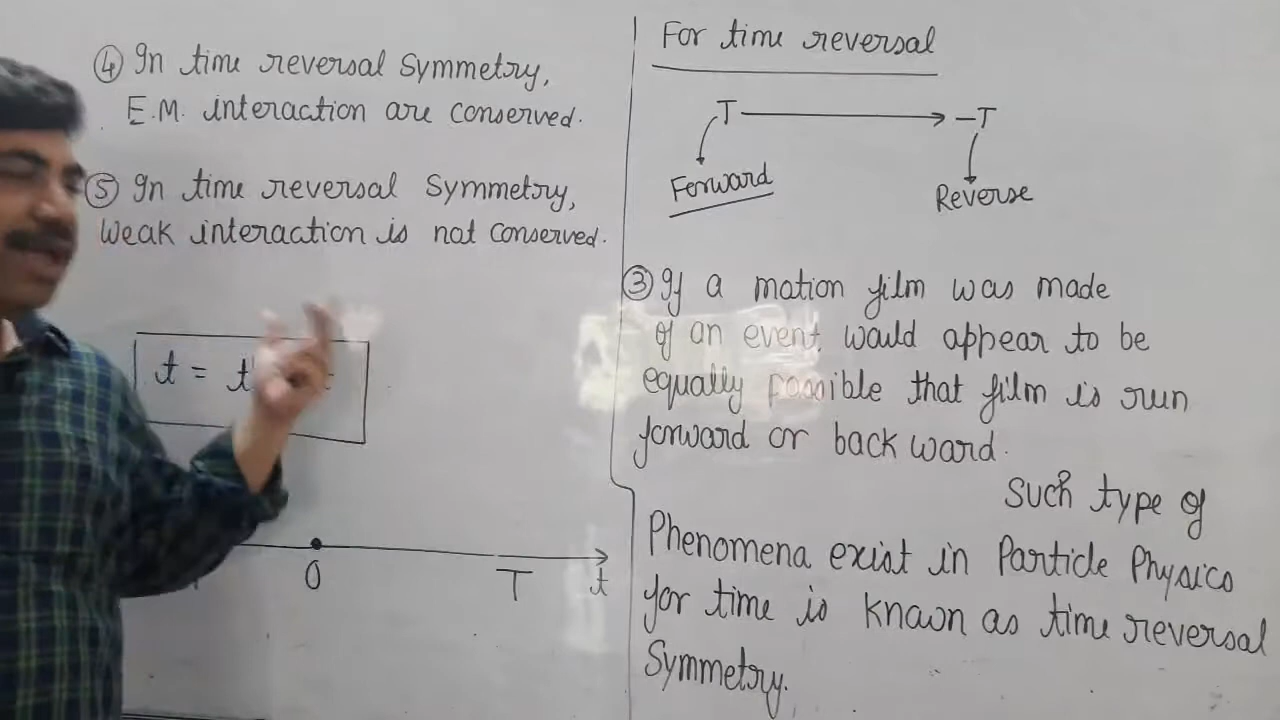 ④ In time reversal Symmetry,
E.M. interaction are conserved.
⑤ In time reversal Symmetry,
Weak interaction is not conserved.
t = t
0 T t
For time reversal
T → -T
Forward Reverse
③ If a motion film was made
of an event would appear to be
equally possible that film is run
forward or back ward.
Such type of
Phenomena exist in Particle Physics
for time is known as time reversal
Symmetry.